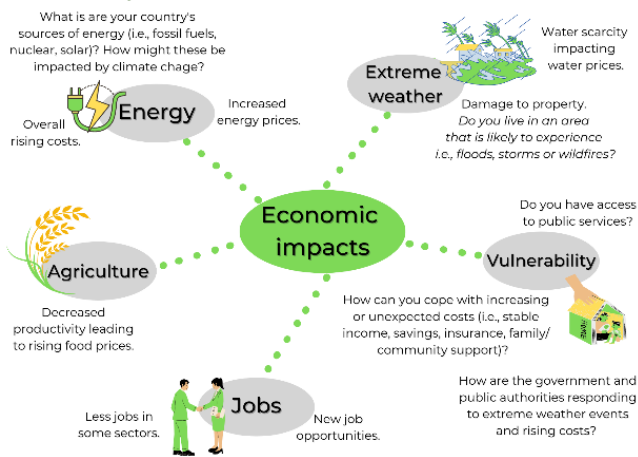 What is are your country's
sources of energy (i.e., fossil fuels,
nuclear, solar)? How might these be
impacted by climate chage?
Energy
Overall
rising costs.
Increased
energy prices.
Extreme
weather
Water scarcity
impacting
water prices.
Damage to property.
Do you live in an area
that is likely to experience
i.e., floods, storms or wildfires?
Economic
impacts
Agriculture
Decreased
productivity leading
to rising food prices.
Do you have access
to public services?
Vulnerability
HOME
How can you cope with increasing
or unexpected costs (i.e., stable
income, savings, insurance, family/
community support)?
How are the government and
public authorities responding
to extreme weather events
and rising costs?
Jobs
Less jobs in
some sectors.
New job
opportunities.